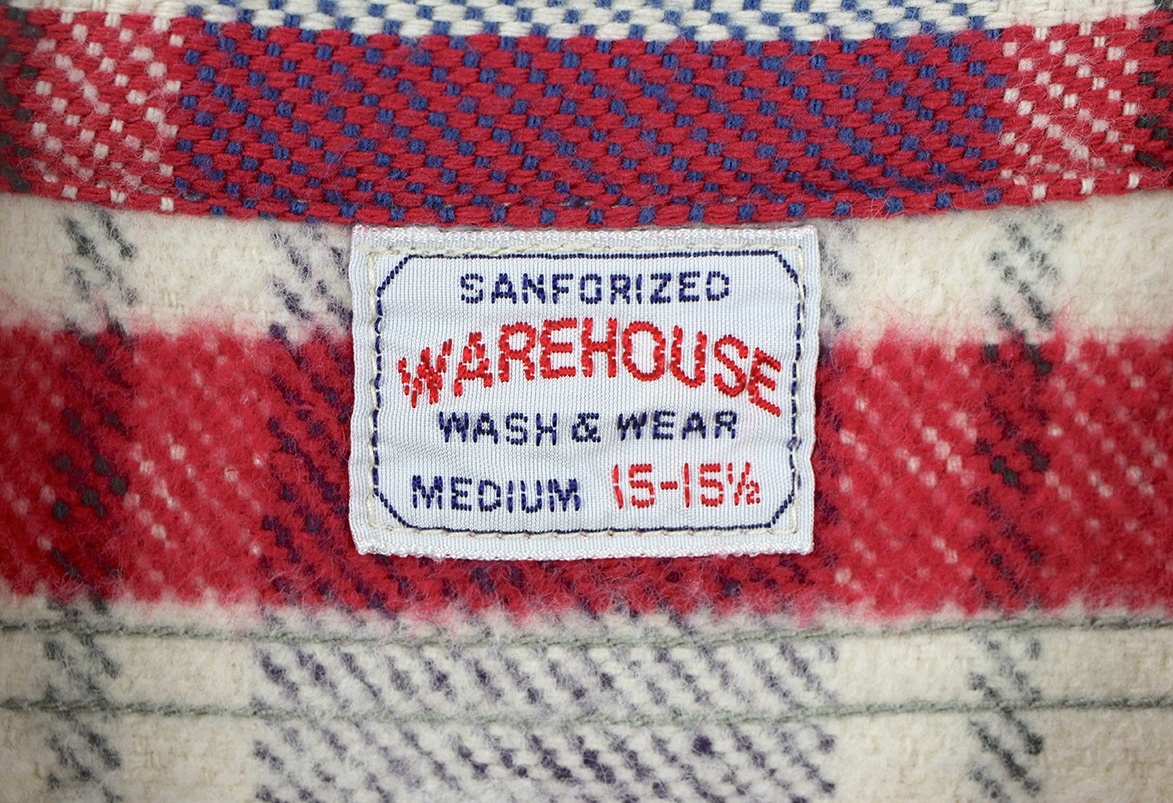 SANFORIZED
WAREHOUSE
WASH & WEAR
MEDIUM 15-15½